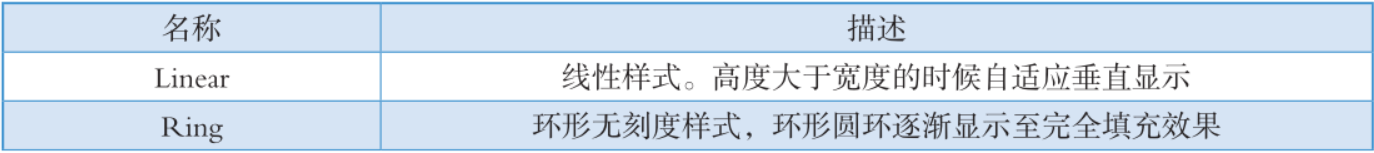 名称 描述
Linear 线性样式。高度大于宽度的时候自适应垂直显示
Ring 环形无刻度样式，环形圆环逐渐显示至完全填充效果